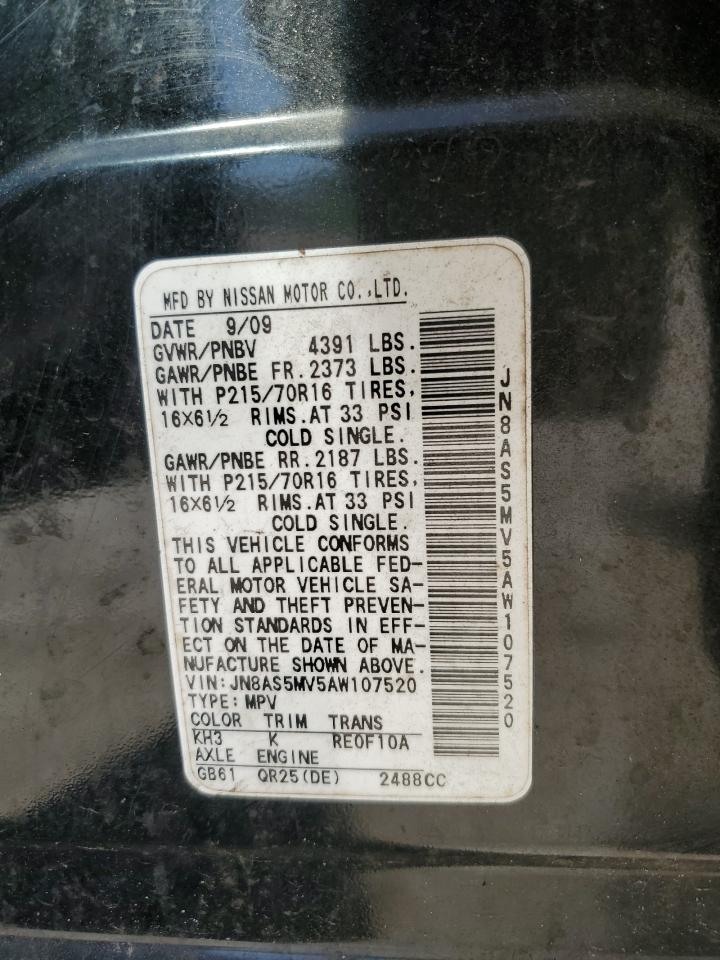 MFD BY NISSAN MOTOR CO.,LTD.
DATE 9/09
GVWR/PNBV 4391 LBS.
GAWR/PNBE FR.2373 LBS.
WITH P215/70R16 TIRES,
16X6½ RIMS.AT 33 PSI
COLD SINGLE.
GAWR/PNBE RR.2187 LBS.
WITH P215/70R16 TIRES,
16X6½ RIMS.AT 33 PSI
COLD SINGLE.
THIS VEHICLE CONFORMS
TO ALL APPLICABLE FED-
ERAL MOTOR VEHICLE SA-
FETY AND THEFT PREVEN-
TION STANDARDS IN EFF-
ECT ON THE DATE OF MA-
NUFACTURE SHOWN ABOVE.
VIN:JN8AS5MV5AW107520
TYPE:MPV
COLOR TRIM TRANS
KH3 K RE0F10A
AXLE ENGINE
GB61 QR25(DE) 2488CC
JN8AS5MV5AW107520